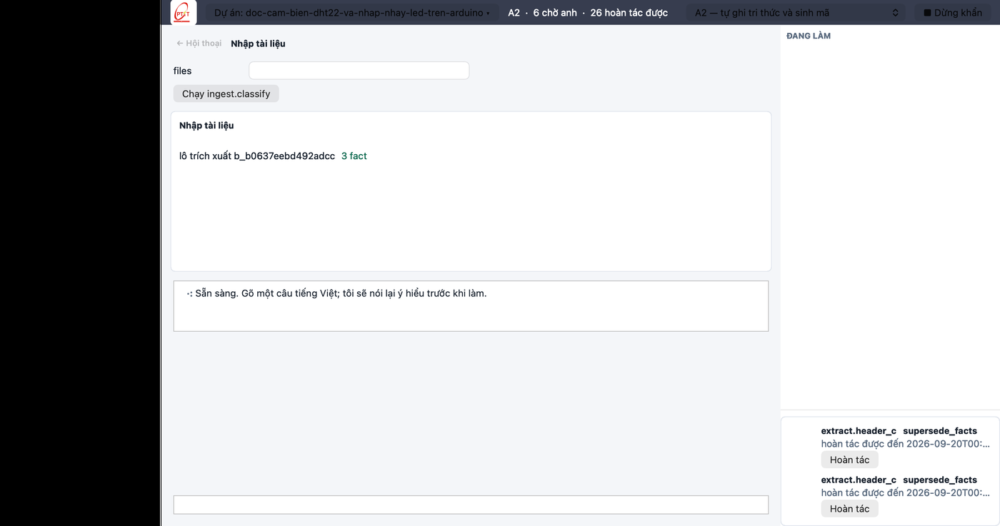 PTIT
Dự án: doc-cam-bien-dht22-va-nhap-nhay-led-tren-arduino ▾ A2 · 6 chờ anh · 26 hoàn tác được A2 — tự ghi tri thức và sinh mã ■ Dừng khẩn
← Hội thoại Nhập tài liệu
files
Chạy ingest.classify
Nhập tài liệu
lô trích xuất b_b0637eebd492adcc 3 fact
·: Sẵn sàng. Gõ một câu tiếng Việt; tôi sẽ nói lại ý hiểu trước khi làm.
ĐANG LÀM
extract.header_c supersede_facts
hoàn tác được đến 2026-09-20T00:...
Hoàn tác
extract.header_c supersede_facts
hoàn tác được đến 2026-09-20T00:...
Hoàn tác